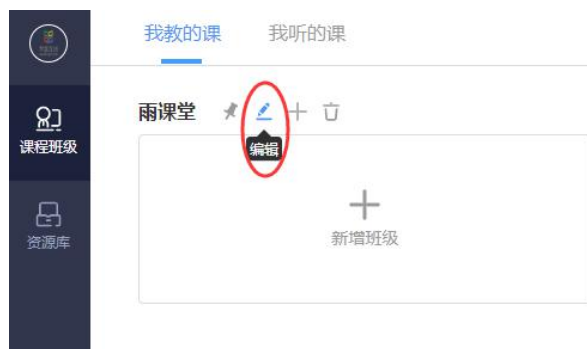 我教的课 我听的课
课程班级
雨课堂
编辑
新增班级
资源库